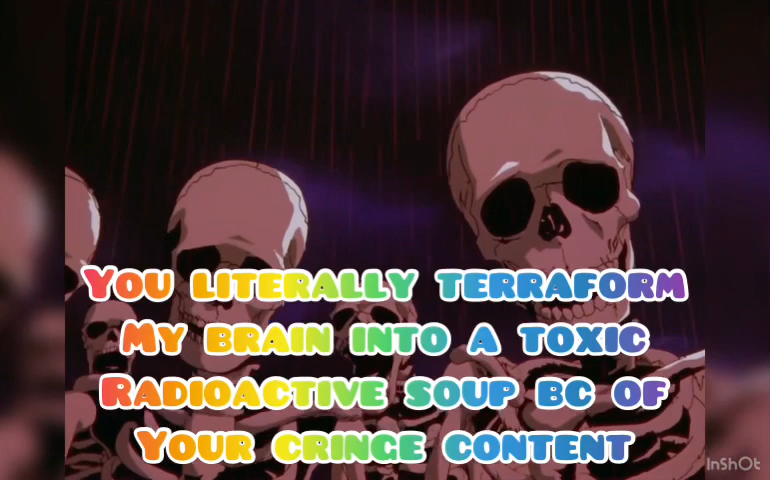 You literally terraform
My brain into a toxic
Radioactive soup bc of
Your cringe content
InShOt